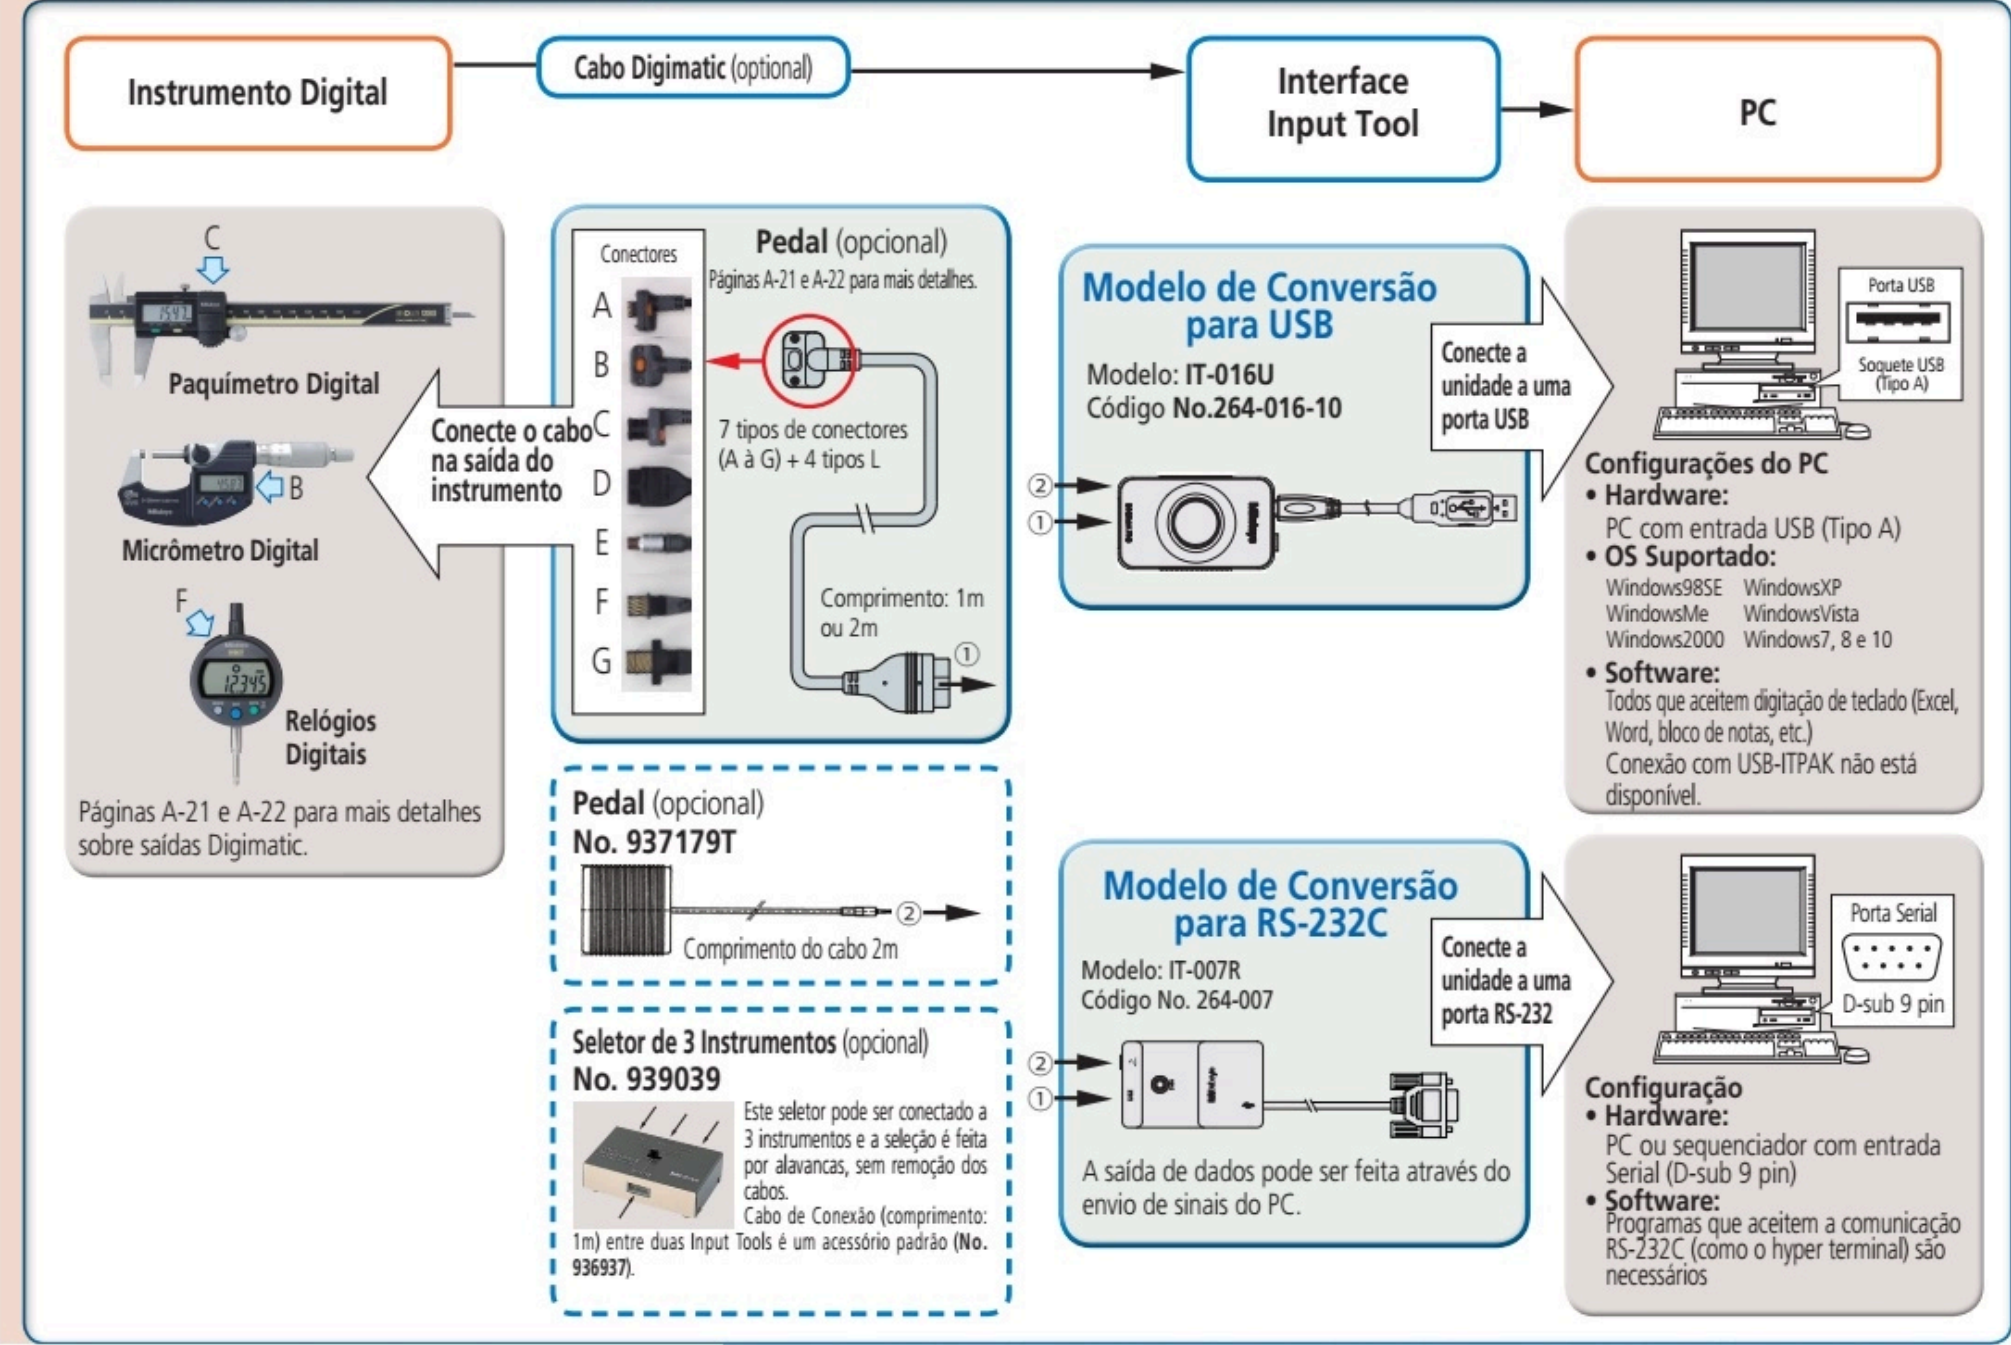 Instrumento Digital
Cabo Digimatic (optional)
Interface
Input Tool
PC
C
Paquímetro Digital
B
Micrômetro Digital
F
12345
Relógios
Digitais
Páginas A-21 e A-22 para mais detalhes
sobre saídas Digimatic.
Conecte o cabo
na saída do
instrumento
Conectores
A
B
C
D
E
F
G
Pedal (opcional)
Páginas A-21 e A-22 para mais detalhes.
7 tipos de conectores
(A à G) + 4 tipos L
Comprimento: 1m
ou 2m
①
Pedal (opcional)
No. 937179T
②
Comprimento do cabo 2m
Seletor de 3 Instrumentos (opcional)
No. 939039
Este seletor pode ser conectado a
3 instrumentos e a seleção é feita
por alavancas, sem remoção dos
cabos.
Cabo de Conexão (comprimento:
1m) entre duas Input Tools é um acessório padrão (No.
936937).
Modelo de Conversão
para USB
Modelo: IT-016U
Código No.264-016-10
②
①
Mitutoyo
Conecte a
unidade a uma
porta USB
Porta USB
Soquete USB
(Tipo A)
Configurações do PC
• Hardware:
PC com entrada USB (Tipo A)
• OS Suportado:
Windows98SE WindowsXP
WindowsMe WindowsVista
Windows2000 Windows7, 8 e 10
• Software:
Todos que aceitem digitação de teclado (Excel,
Word, bloco de notas, etc.)
Conexão com USB-ITPAK não está
disponível.
Modelo de Conversão
para RS-232C
Modelo: IT-007R
Código No. 264-007
②
①
Mitutoyo
A saída de dados pode ser feita através do
envio de sinais do PC.
Conecte a
unidade a uma
porta RS-232
Porta Serial
D-sub 9 pin
Configuração
• Hardware:
PC ou sequenciador com entrada
Serial (D-sub 9 pin)
• Software:
Programas que aceitem a comunicação
RS-232C (como o hyper terminal) são
necessários